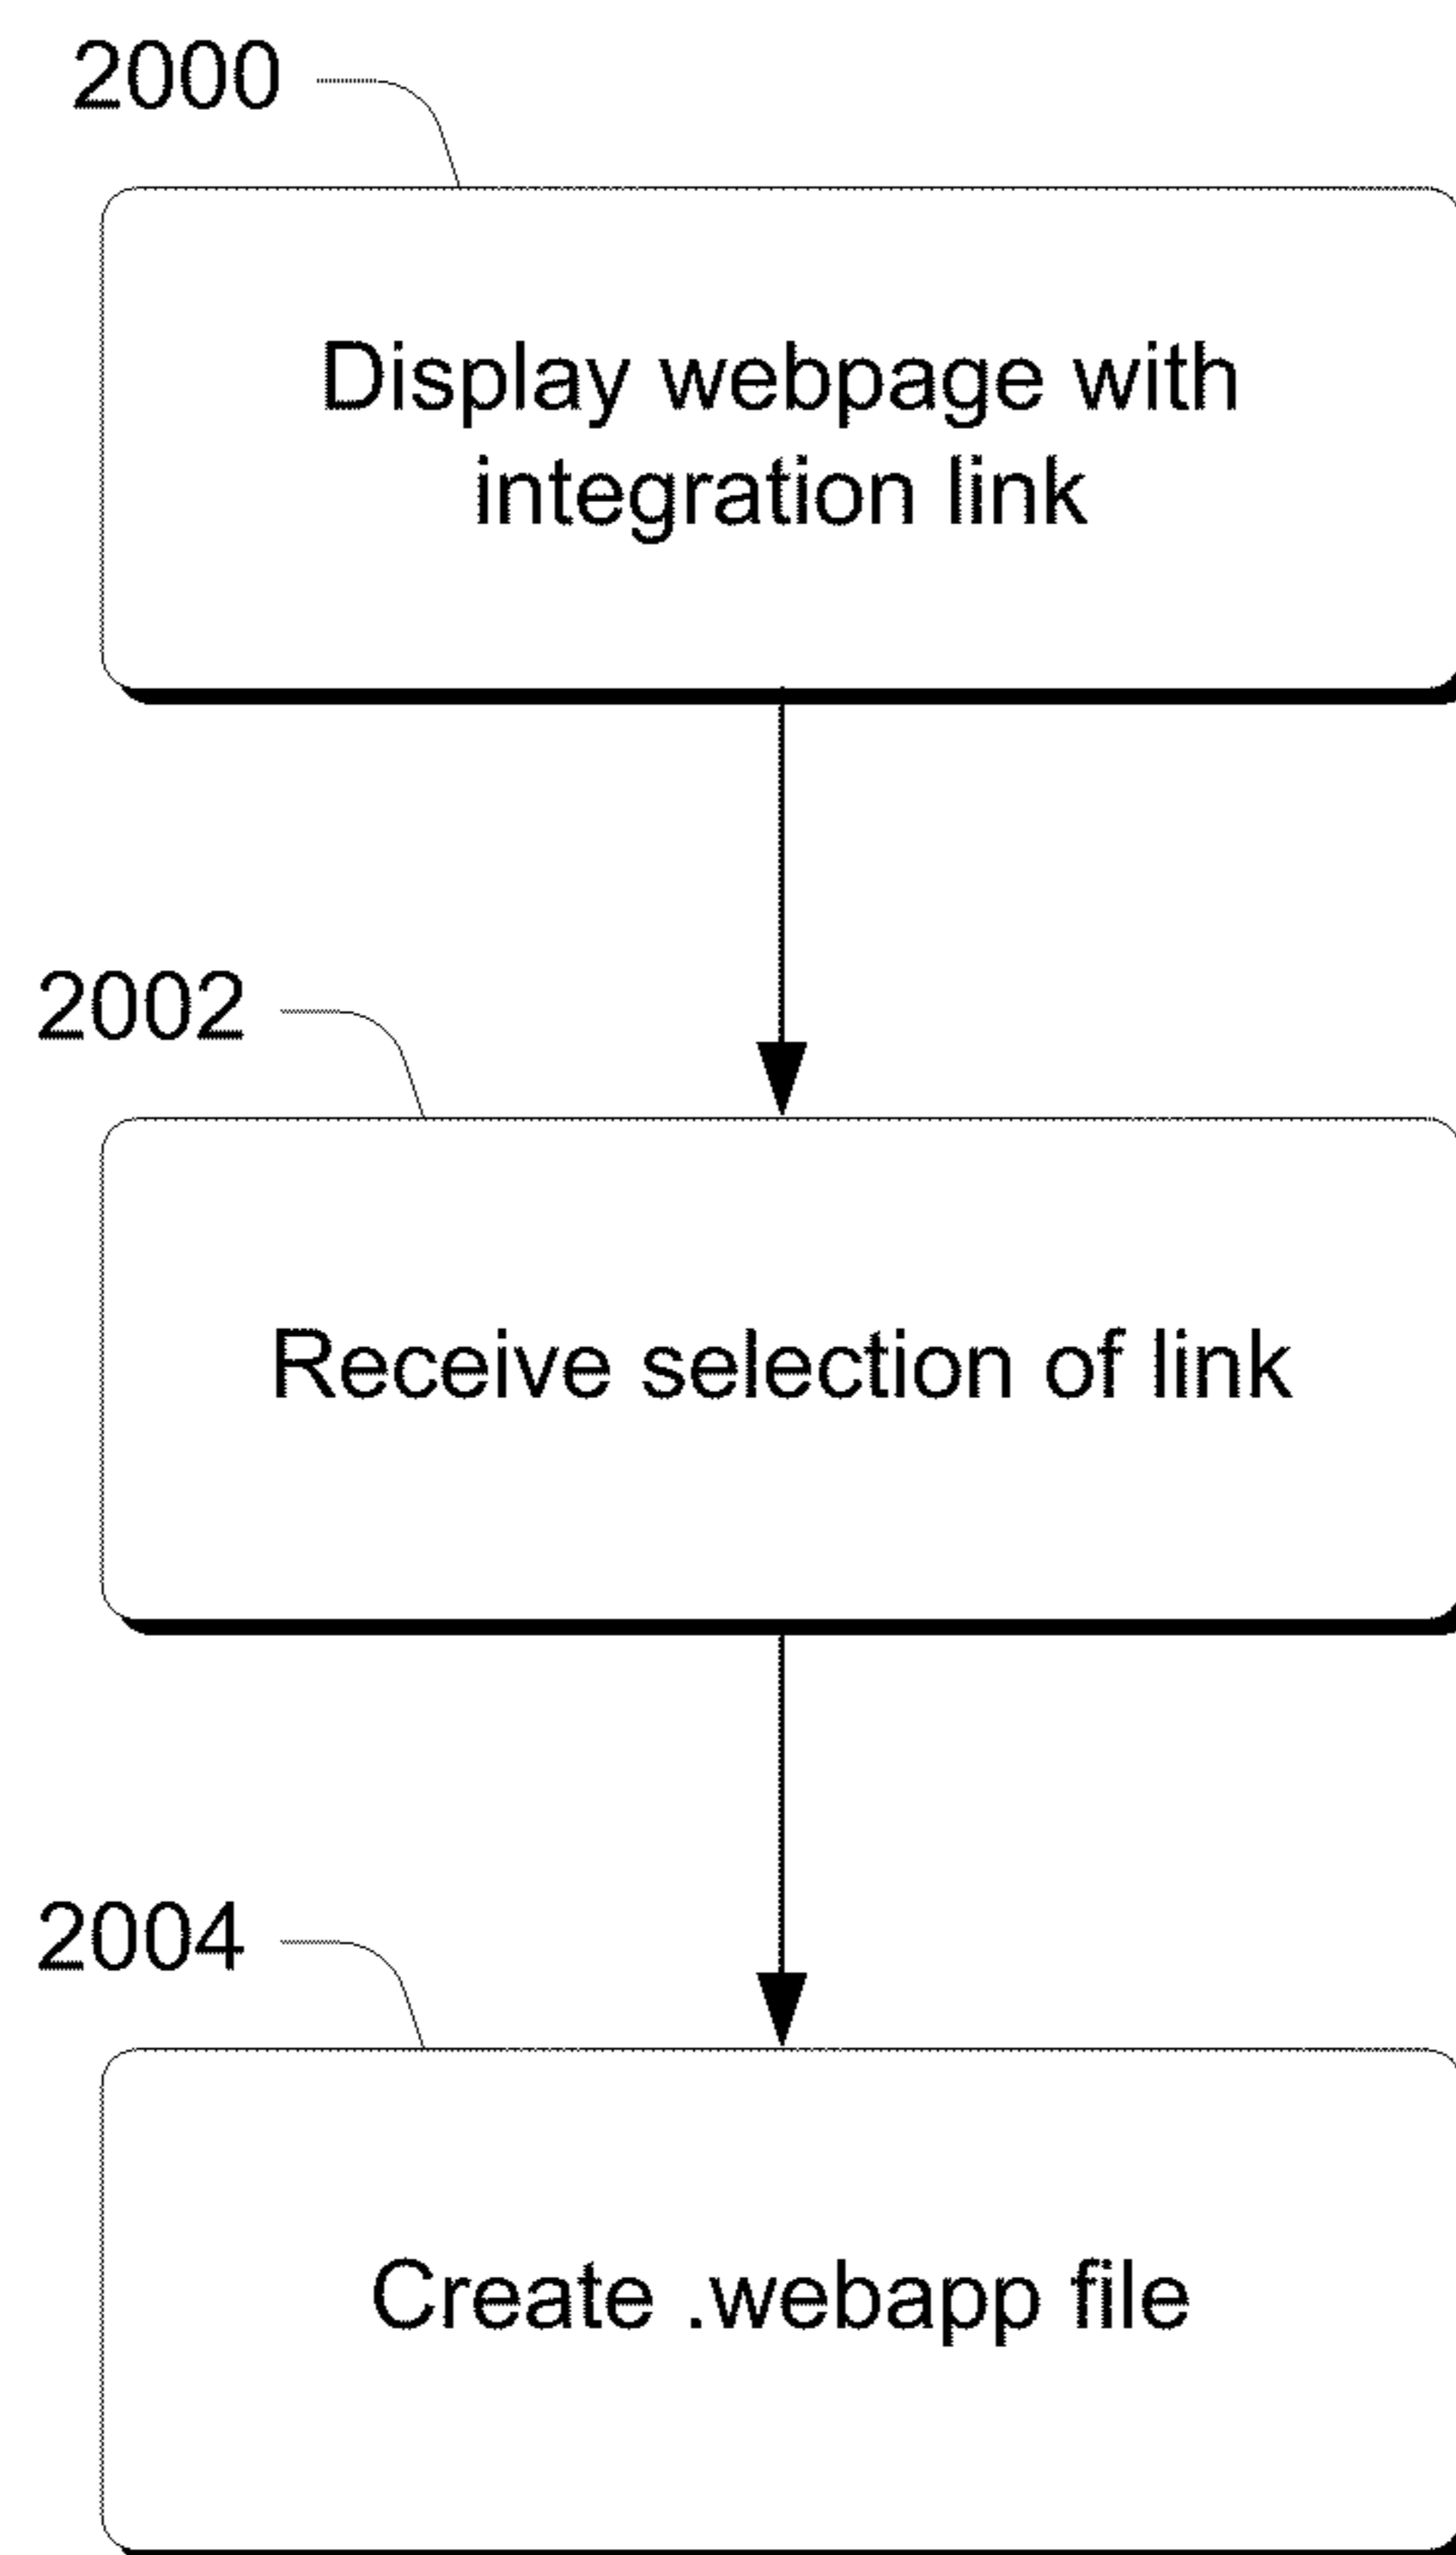 2000
Display webpage with
integration link
2002
Receive selection of link
2004
Create .webapp file